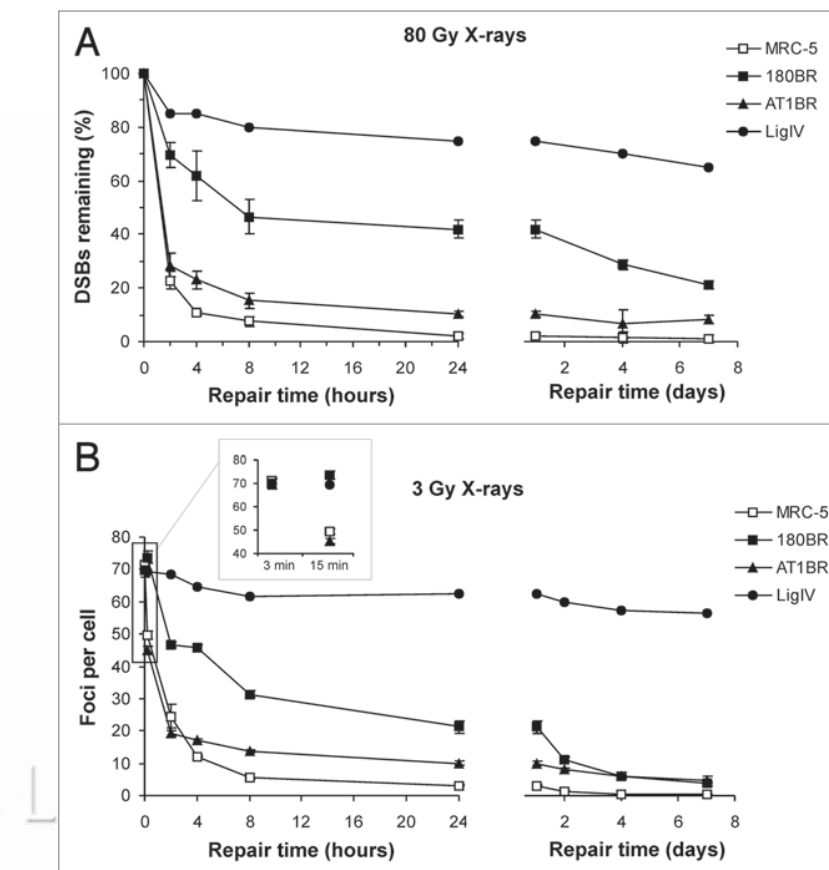 A
80 Gy X-rays
MRC-5
180BR
AT1BR
LigIV
DSBs remaining (%)
100
80
60
40
20
0
0 4 8 12 16 20 24
2 4 6 8
Repair time (hours)
Repair time (days)
B
3 Gy X-rays
MRC-5
180BR
AT1BR
LigIV
80
70
60
50
40
3 min 15 min
Foci per cell
80
70
60
50
40
30
20
10
0
0 4 8 12 16 20 24
2 4 6 8
Repair time (hours)
Repair time (days)
L